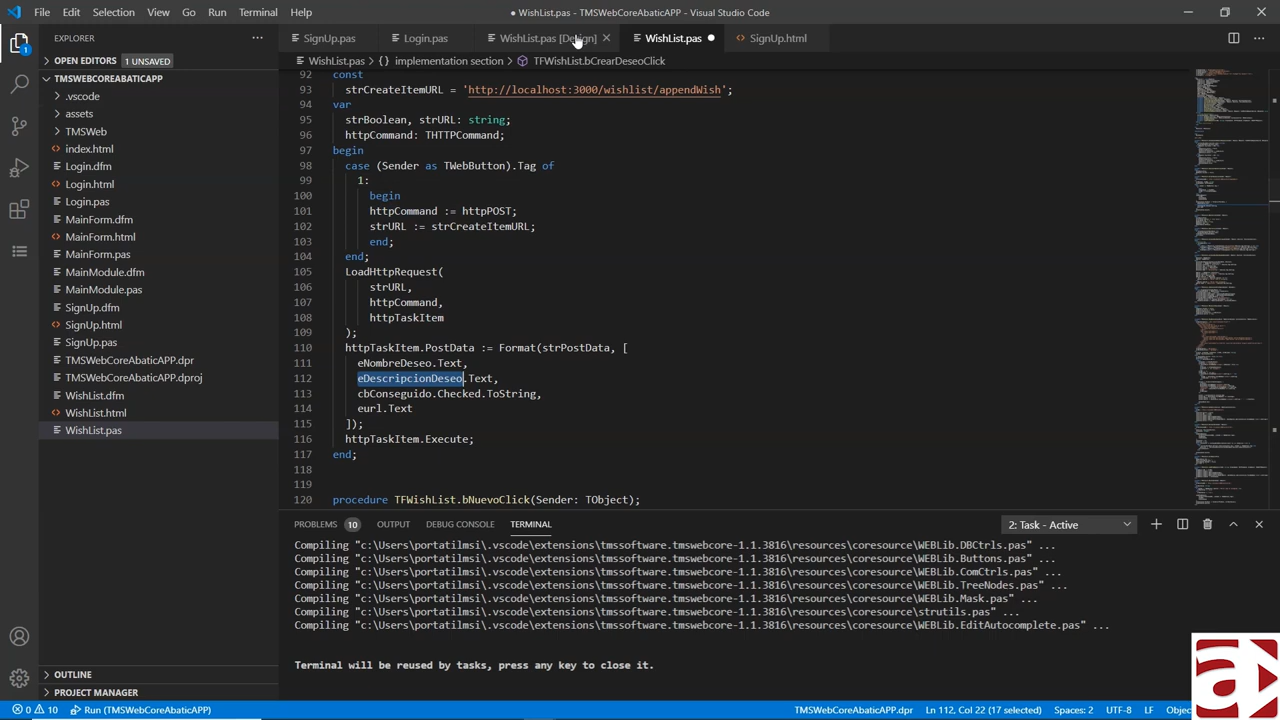 File Edit Selection View Go Run Terminal Help
● WishList.pas - TMSWebCoreAbaticAPP - Visual Studio Code
EXPLORER
SignUp.pas
Login.pas
WishList.pas [Design]
WishList.pas
SignUp.html
OPEN EDITORS 1 UNSAVED
WishList.pas > {} implementation section > TFWishList.bCrearDeseoClick
TMSWEBCOREABATICAPP
.vscode
assets
TMSWeb
index.html
Login.dfm
Login.html
Login.pas
MainForm.dfm
MainForm.html
MainForm.pas
MainModule.dfm
MainModule.pas
SignUp.dfm
SignUp.html
SignUp.pas
TMSWebCoreAbaticAPP.dpr
TMSWebCoreAbaticAPP.dproj
WishList.dfm
WishList.html
WishList.pas
OUTLINE
PROJECT MANAGER
92 const
93 strCreateItemURL = 'http://localhost:3000/wishlist/appendWish';
94 var
95 strBoolean, strURL: string;
96 httpCommand: THTTPCommand;
97 begin
98 case (Sender as TWebButton).Tag of
99 1:
100 begin
101 httpCommand := httpPOST;
102 strURL := strCreateItemURL;
103 end;
104 end;
105 httpRequest(
106 strURL,
107 httpCommand,
108 httpTaskItem
109 );
110 httpTaskItem.PostData := Format(strPostData, [
111 eNombreDeseo.Text,
112 eDescripcionDeseo.Text,
113 .Checked.ToString,
114 eurl.Text
115 ]);
116 httpTaskItem.Execute;
117 end;
118
119
120 procedure TFWishList.bNuevoClick(Sender: TObject);
PROBLEMS 10 OUTPUT DEBUG CONSOLE TERMINAL
2: Task - Active
Compiling "c:\Users\portatilmsi\.vscode\extensions\tmssoftware.tmswebcore-1.1.3816\resources\coresource\WEBLib.DBCtrls.pas" ...
Compiling "c:\Users\portatilmsi\.vscode\extensions\tmssoftware.tmswebcore-1.1.3816\resources\coresource\WEBLib.Buttons.pas" ...
Compiling "c:\Users\portatilmsi\.vscode\extensions\tmssoftware.tmswebcore-1.1.3816\resources\coresource\WEBLib.ComCtrls.pas" ...
Compiling "c:\Users\portatilmsi\.vscode\extensions\tmssoftware.tmswebcore-1.1.3816\resources\coresource\WEBLib.TreeNodes.pas" ...
Compiling "c:\Users\portatilmsi\.vscode\extensions\tmssoftware.tmswebcore-1.1.3816\resources\coresource\WEBLib.Mask.pas" ...
Compiling "c:\Users\portatilmsi\.vscode\extensions\tmssoftware.tmswebcore-1.1.3816\resources\coresource\strutils.pas" ...
Compiling "c:\Users\portatilmsi\.vscode\extensions\tmssoftware.tmswebcore-1.1.3816\resources\coresource\WEBLib.EditAutocomplete.pas" ...
Terminal will be reused by tasks, press any key to close it.
0 10 Run (TMSWebCoreAbaticAPP)
TMSWebCoreAbaticAPP.dpr
Ln 112, Col 22 (17 selected)
Spaces: 2
UTF-8
LF